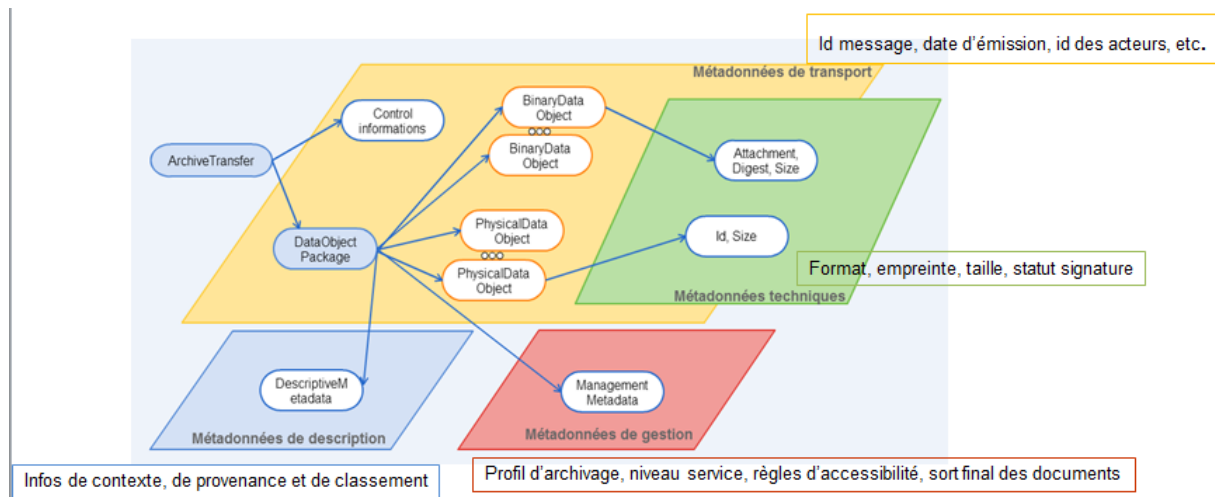 Id message, date d'émission, id des acteurs, etc.
Métadonnées de transport
Control
informations
BinaryData
Object
BinaryData
Object
ArchiveTransfer
Attachment,
Digest, Size
PhysicalData
Object
DataObject
Package
Id, Size
PhysicalData
Object
Format, empreinte, taille, statut signature
Métadonnées techniques
DescriptiveM
etadata
Management
Metadata
Métadonnées de description
Métadonnées de gestion
Infos de contexte, de provenance et de classement
Profil d'archivage, niveau service, règles d'accessibilité, sort final des documents